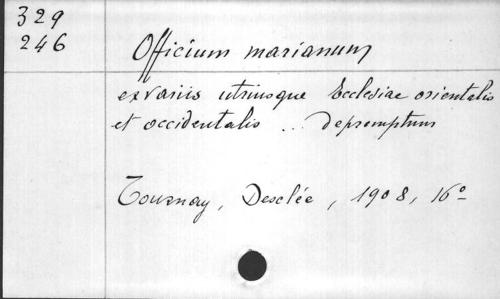 329
246
Officium marianum
ex variis utriusque Ecclesiae orientalis
et occidentalis ... depromptum
Tournay, Desclée, 1908, 16°